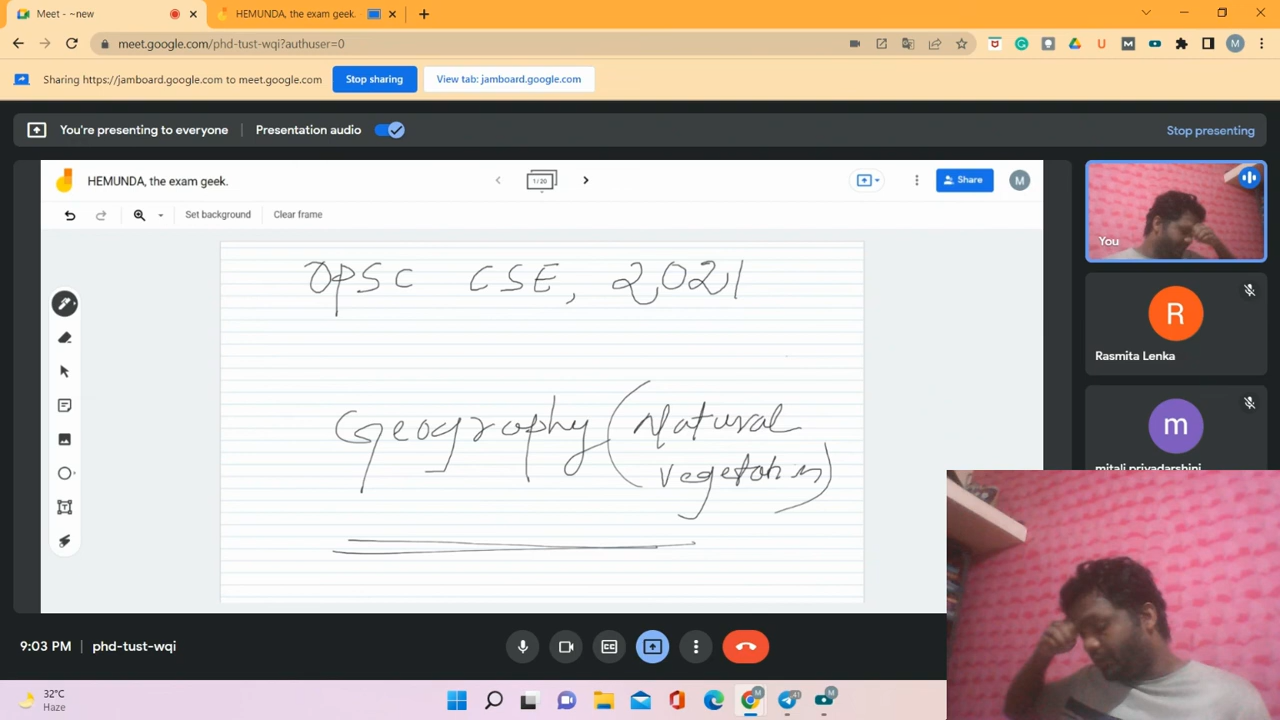 Meet - ~new
HEMUNDA, the exam geek.
meet.google.com/phd-tust-wqi?authuser=0
M
Sharing https://jamboard.google.com to meet.google.com
Stop sharing
View tab: jamboard.google.com
You're presenting to everyone
Presentation audio
Stop presenting
HEMUNDA, the exam geek.
1/20
Share
M
Set background
Clear frame
You
OPSC CSE, 2021
R
Rasmita Lenka
Geography (Natural
vegetation)
m
mitali priyadarshini
9:03 PM
phd-tust-wqi
32°C
Haze